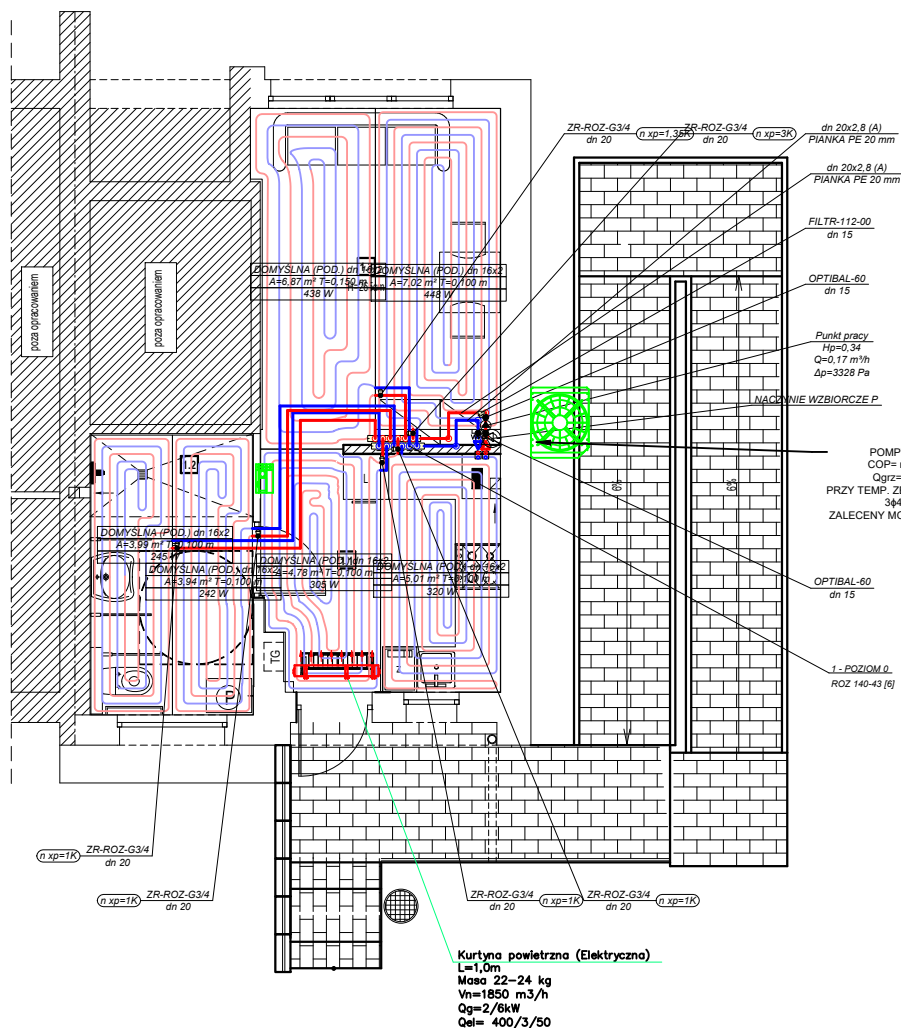 ZR-ROZ-G3/4
dn 20
n xp=1,35K
ZR-ROZ-G3/4
dn 20
n xp=3K
dn 20x2,8 (A)
PIANKA PE 20 mm
dn 20x2,8 (A)
PIANKA PE 20 mm
FILTR-112-00
dn 15
OPTIBAL-60
dn 15
Punkt pracy
Hp=0,34
Q=0,17 m³/h
Δp=3328 Pa
NACZYNIE WZBIORCZE P
POMP
COP=
Qgrz=
PRZY TEMP. ZE
3ϕ4
ZALECENY MO
OPTIBAL-60
dn 15
1 - POZIOM 0
ROZ 140-43 [6]
poza opracowaniem
poza opracowaniem
DOMYŚLNA (POD.) dn 16x2
A=6,87 m² T=0,150 m
438 W
DOMYŚLNA (POD.) dn 16x2
A=7,02 m² T=0,100 m
448 W
1.2
DOMYŚLNA (POD.) dn 16x2
A=3,99 m² T=0,100 m
245
DOMYŚLNA (POD.) dn 16x2
A=3,94 m² T=0,100 m
242 W
DOMYŚLNA (POD.) dn 16x2
A=4,78 m² T=0,100 m
305 W
DOMYŚLNA (POD.) dn 16x2
A=5,01 m² T=0,100 m
320 W
L
TG
6%
6%
n xp=1K
ZR-ROZ-G3/4
dn 20
n xp=1K
ZR-ROZ-G3/4
dn 20
ZR-ROZ-G3/4
dn 20
n xp=1K
ZR-ROZ-G3/4
dn 20
n xp=1K
Kurtyna powietrzna (Elektryczna)
L=1,0m
Masa 22-24 kg
Vn=1850 m3/h
Qg=2/6kW
Qel= 400/3/50